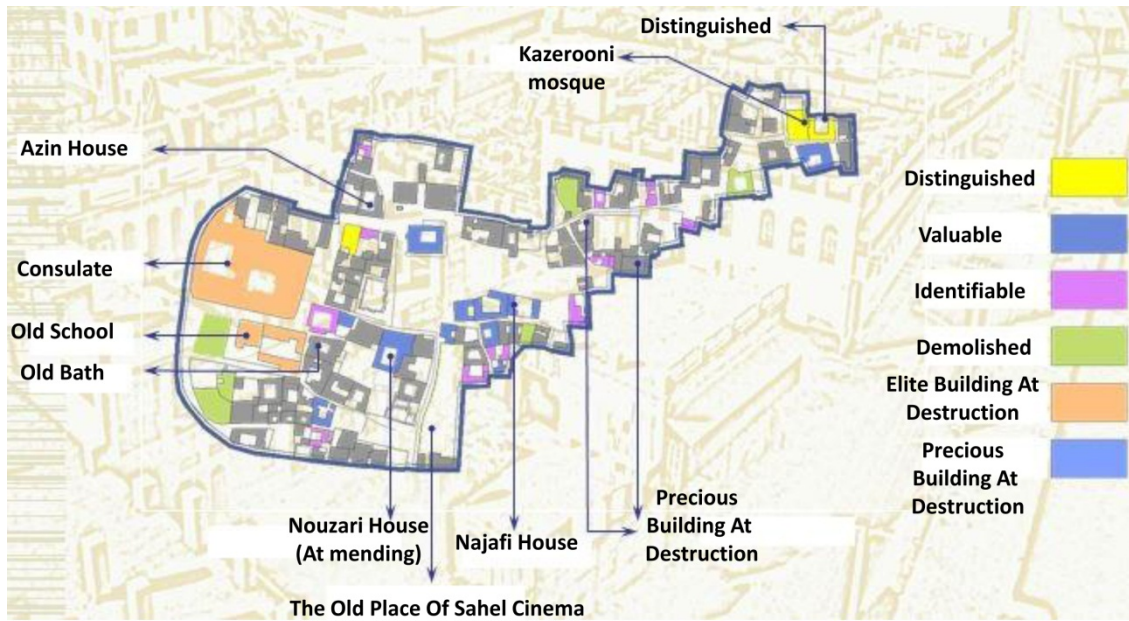 Distinguished
Kazerooni
mosque
Azin House
Consulate
Old School
Old Bath
Nouzari House
(At mending)
Najafi House
Precious
Building At
Destruction
The Old Place Of Sahel Cinema
Distinguished
Valuable
Identifiable
Demolished
Elite Building At
Destruction
Precious
Building At
Destruction